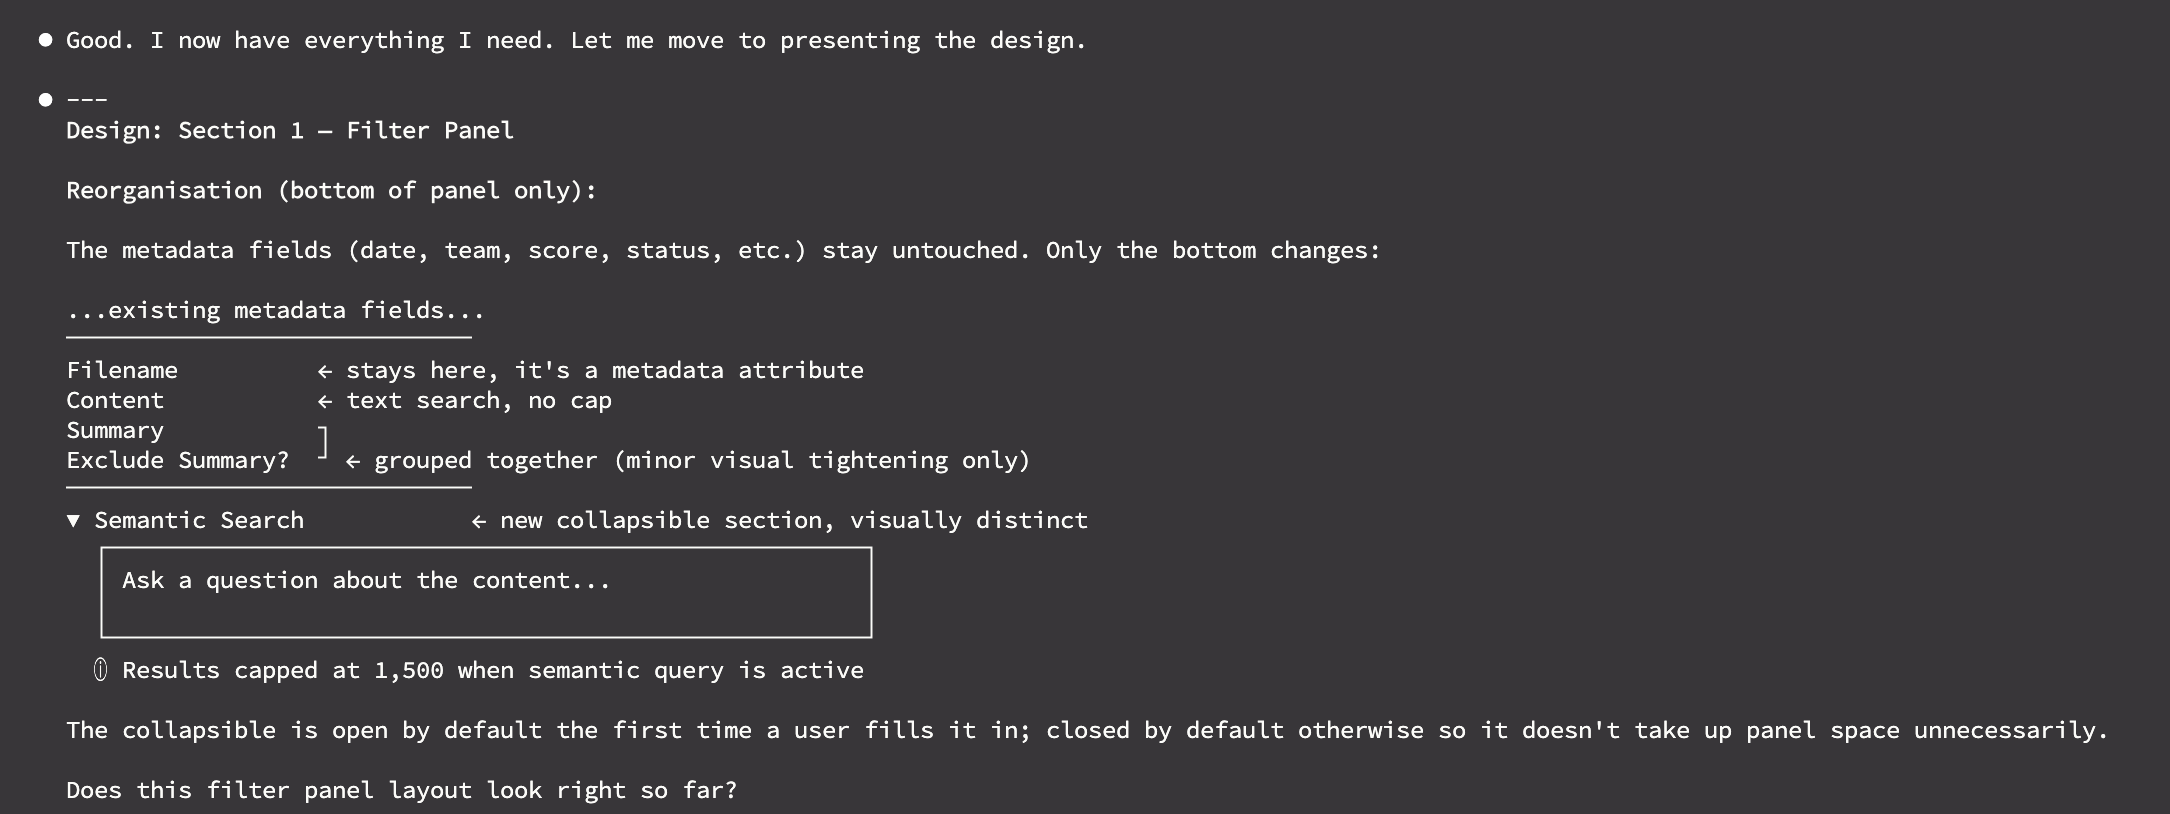 ● Good. I now have everything I need. Let me move to presenting the design.
● ---
Design: Section 1 — Filter Panel
Reorganisation (bottom of panel only):
The metadata fields (date, team, score, status, etc.) stay untouched. Only the bottom changes:
...existing metadata fields...
Filename ← stays here, it's a metadata attribute
Content ← text search, no cap
Summary ┐
Exclude Summary? ┘ ← grouped together (minor visual tightening only)
▼ Semantic Search ← new collapsible section, visually distinct
Ask a question about the content...
ⓘ Results capped at 1,500 when semantic query is active
The collapsible is open by default the first time a user fills it in; closed by default otherwise so it doesn't take up panel space unnecessarily.
Does this filter panel layout look right so far?